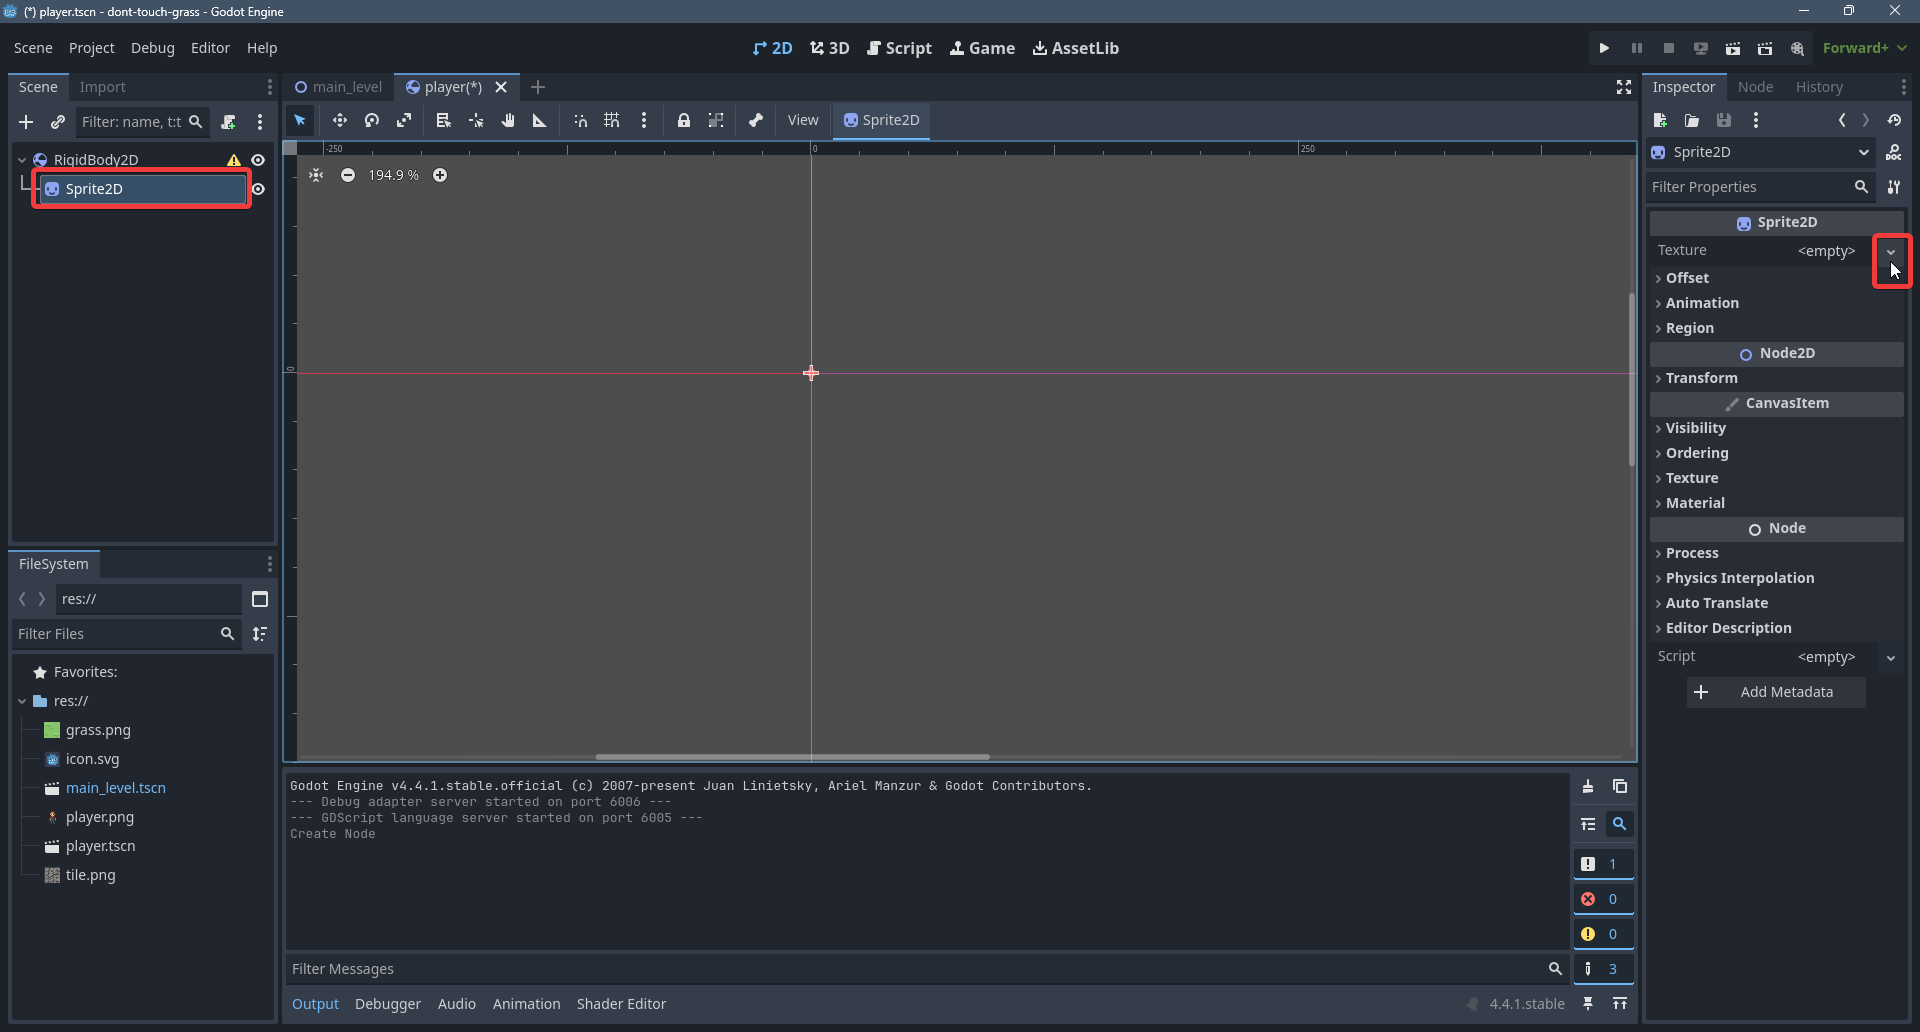 (*) player.tscn - dont-touch-grass - Godot Engine
Scene Project Debug Editor Help
2D 3D Script Game AssetLib
Forward+
Scene Import
main_level player(*)
Inspector Node History
Filter: name, t:t
View Sprite2D
RigidBody2D
Sprite2D
-250 0 250
0
194.9 %
Sprite2D
Filter Properties
Sprite2D
Texture <empty>
Offset
Animation
Region
Node2D
Transform
CanvasItem
Visibility
Ordering
Texture
Material
Node
Process
Physics Interpolation
Auto Translate
Editor Description
Script <empty>
Add Metadata
FileSystem
res://
Filter Files
Favorites:
res://
grass.png
icon.svg
main_level.tscn
player.png
player.tscn
tile.png
Godot Engine v4.4.1.stable.official (c) 2007-present Juan Linietsky, Ariel Manzur & Godot Contributors.
--- Debug adapter server started on port 6006 ---
--- GDScript language server started on port 6005 ---
Create Node
1
0
0
3
Filter Messages
Output Debugger Audio Animation Shader Editor
4.4.1.stable